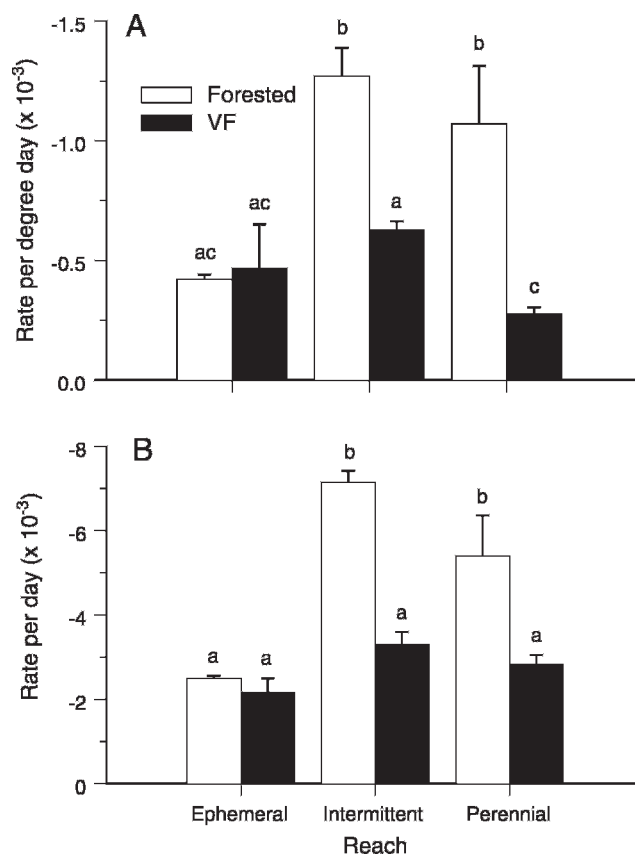 A
Rate per degree day (x 10-3)
-1.5
-1.0
-0.5
0.0
Forested
VF
ac
ac
b
a
b
c
B
Rate per day (x 10-3)
-8
-6
-4
-2
0
a
a
b
a
b
a
Ephemeral Intermittent Perennial
Reach